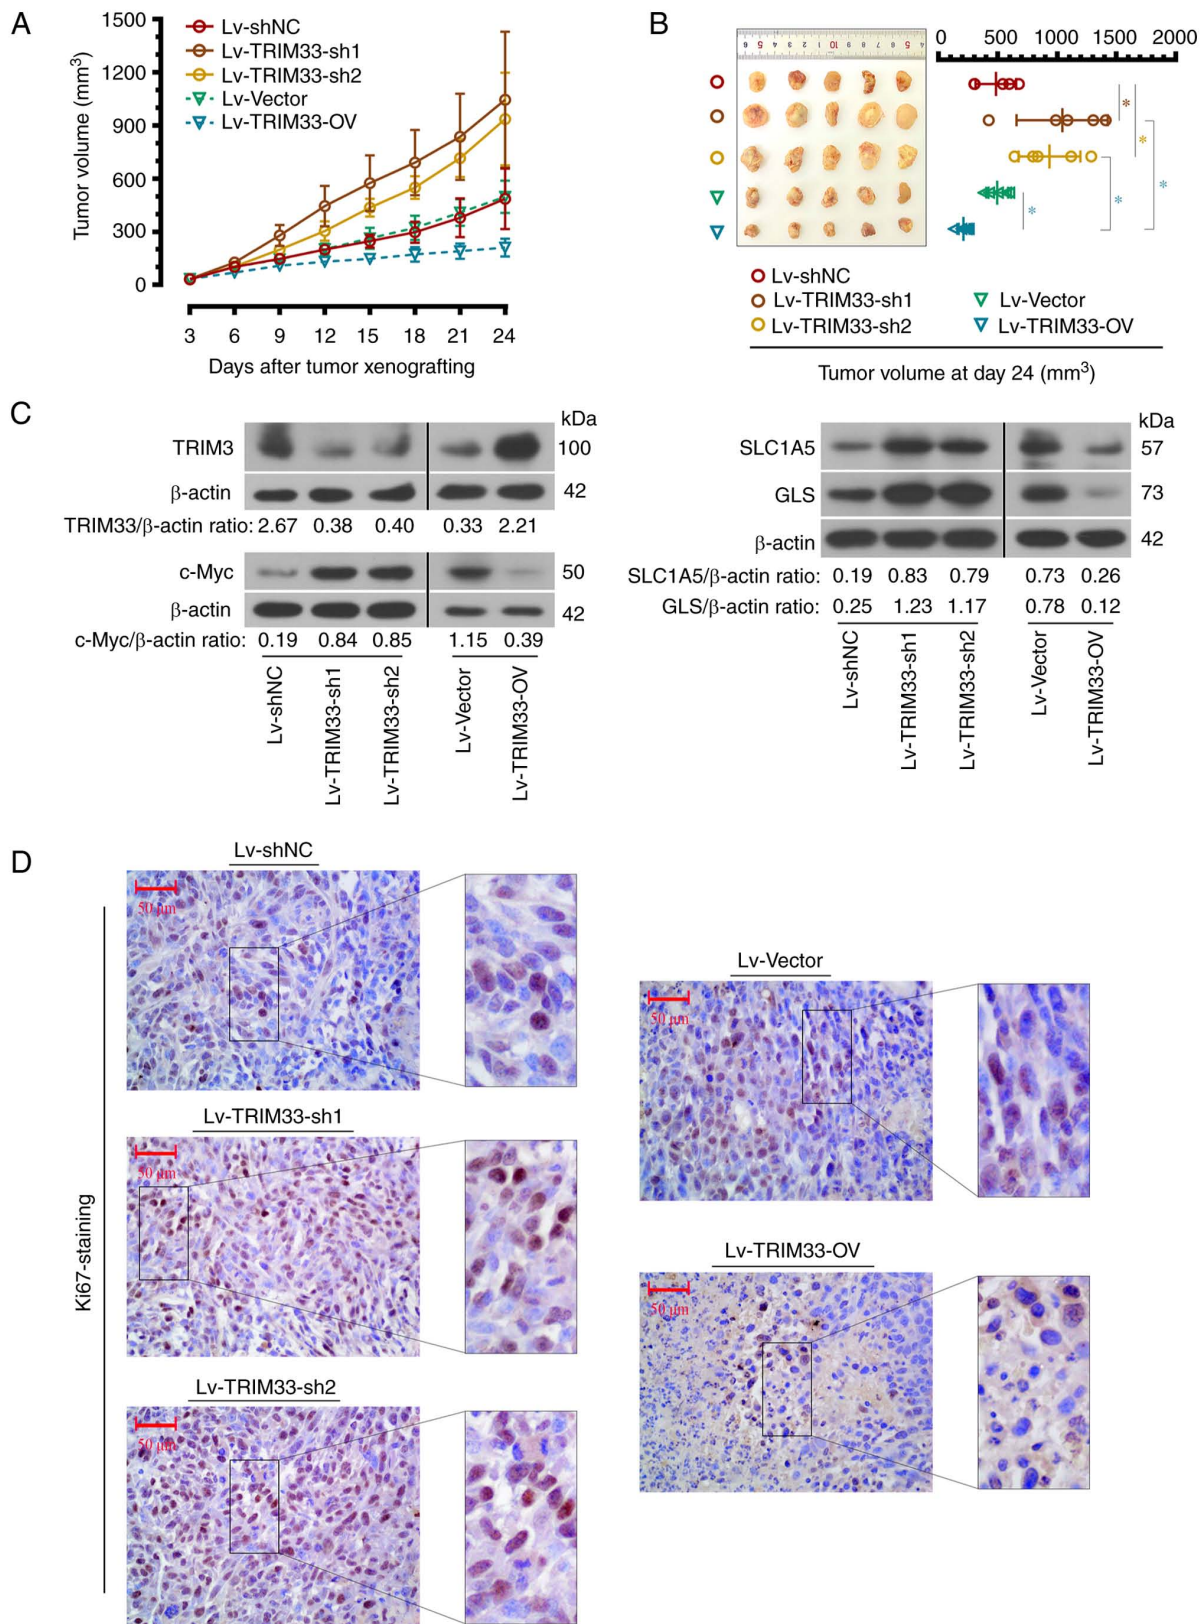 A
1500
1200
900
600
300
0
Tumor volume (mm³)
Lv-shNC
Lv-TRIM33-sh1
Lv-TRIM33-sh2
Lv-Vector
Lv-TRIM33-OV
3 6 9 12 15 18 21 24
Days after tumor xenografting
B
0 500 1000 1500 2000
*
*
*
*
*
Lv-shNC
Lv-TRIM33-sh1
Lv-TRIM33-sh2
Lv-Vector
Lv-TRIM33-OV
Tumor volume at day 24 (mm³)
C
kDa
TRIM3 100
β-actin 42
TRIM33/β-actin ratio: 2.67 0.38 0.40 0.33 2.21
c-Myc 50
β-actin 42
c-Myc/β-actin ratio: 0.19 0.84 0.85 1.15 0.39
Lv-shNC
Lv-TRIM33-sh1
Lv-TRIM33-sh2
Lv-Vector
Lv-TRIM33-OV
kDa
SLC1A5 57
GLS 73
β-actin 42
SLC1A5/β-actin ratio: 0.19 0.83 0.79 0.73 0.26
GLS/β-actin ratio: 0.25 1.23 1.17 0.78 0.12
Lv-shNC
Lv-TRIM33-sh1
Lv-TRIM33-sh2
Lv-Vector
Lv-TRIM33-OV
D
Ki67-staining
Lv-shNC
50 μm
Lv-TRIM33-sh1
50 μm
Lv-TRIM33-sh2
50 μm
Lv-Vector
50 μm
Lv-TRIM33-OV
50 μm